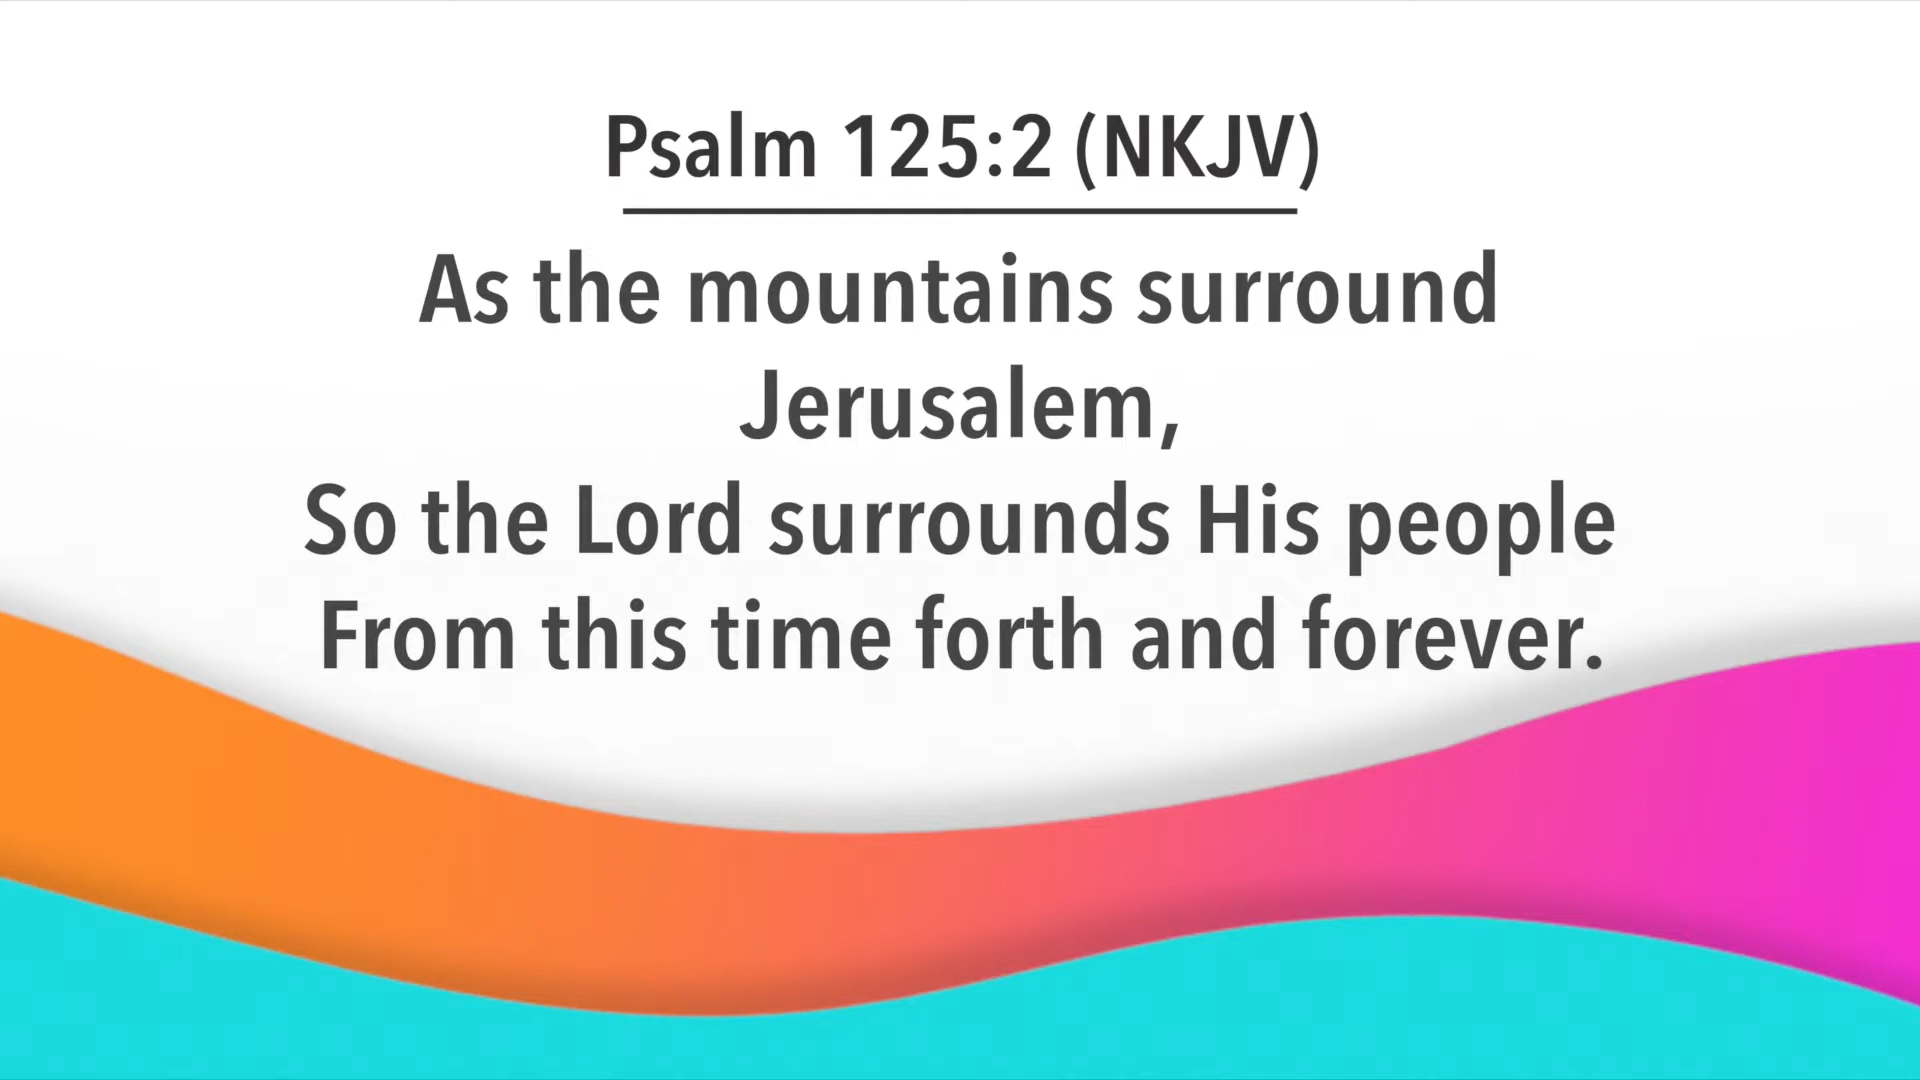 Psalm 125:2 (NKJV)
As the mountains surround
Jerusalem,
So the Lord surrounds His people
From this time forth and forever.